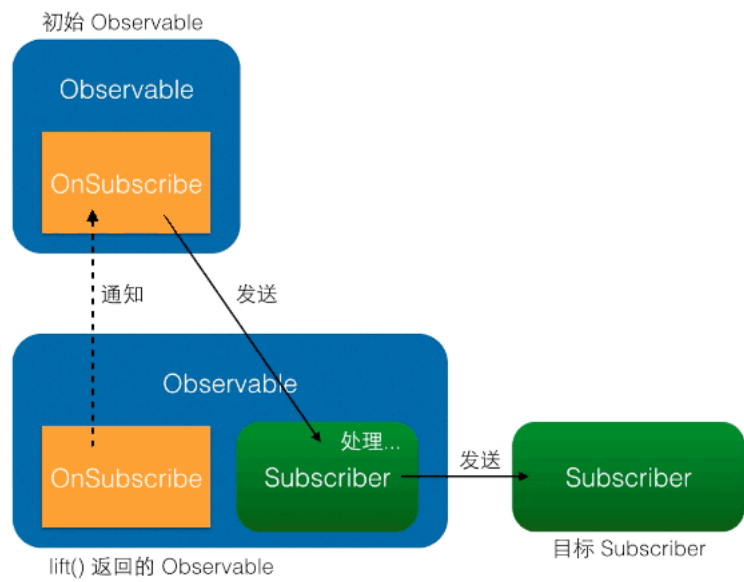 初始 Observable
Observable
OnSubscribe
通知
发送
Observable
OnSubscribe
处理...
Subscriber
发送
Subscriber
目标 Subscriber
lift() 返回的 Observable